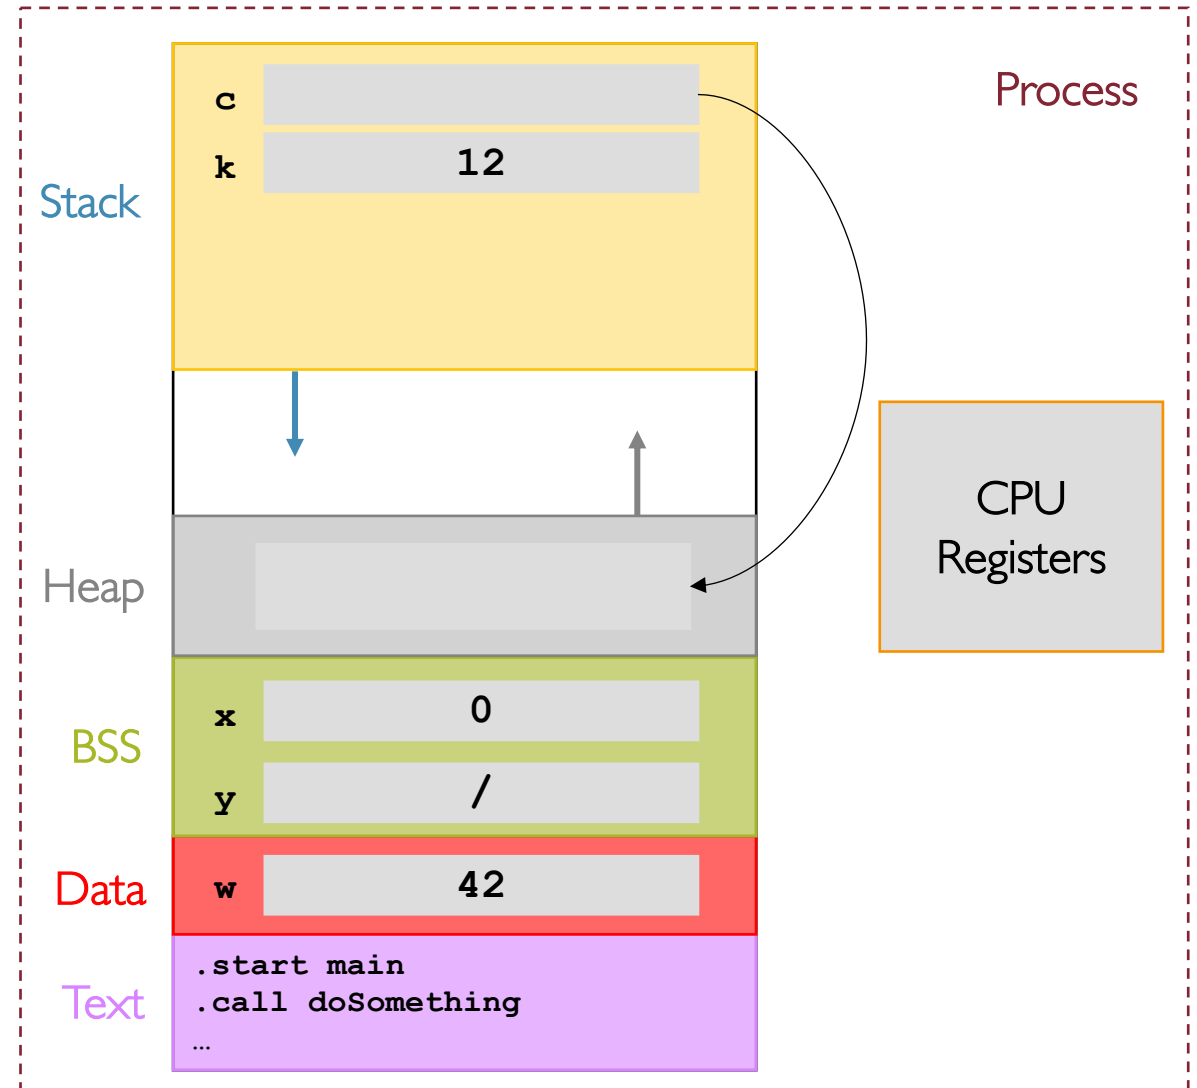 Process
c
k 12
Stack
CPU
Registers
Heap
x 0
BSS
y /
Data w 42
.start main
.call doSomething
Text
…